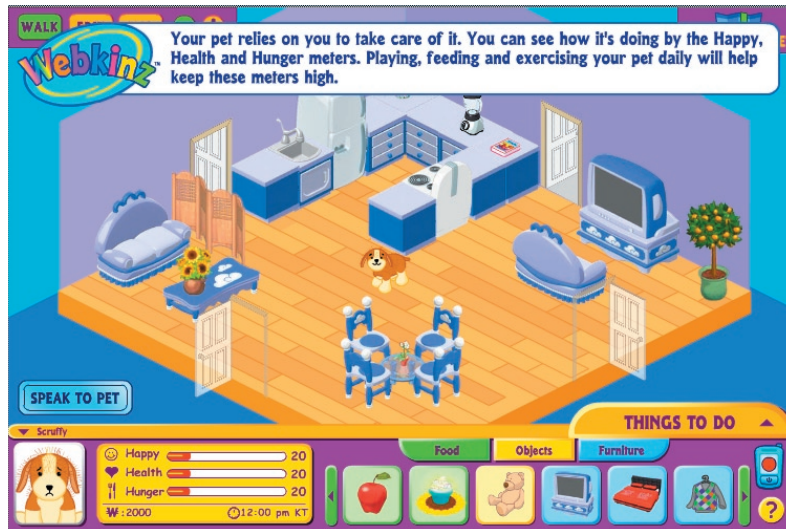 WALK
Webkinz™
Your pet relies on you to take care of it. You can see how it's doing by the Happy,
Health and Hunger meters. Playing, feeding and exercising your pet daily will help
keep these meters high.
SPEAK TO PET
THINGS TO DO
Scruffy
Food
Objects
Furniture
Happy 20
Health 20
Hunger 20
₩:2000 12:00 pm KT
?